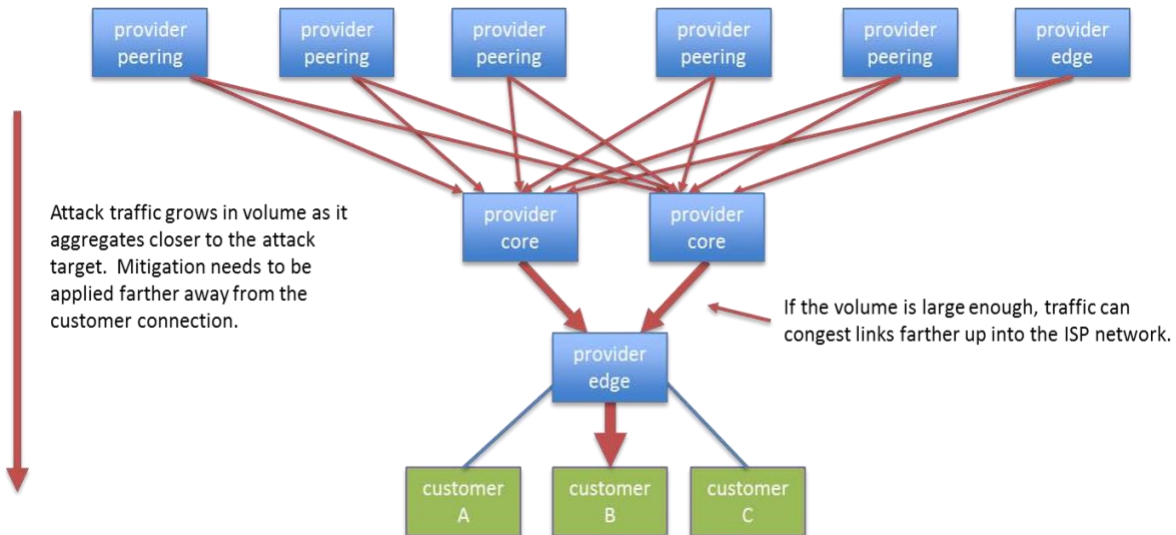 provider
peering
provider
peering
provider
peering
provider
peering
provider
peering
provider
edge
Attack traffic grows in volume as it
aggregates closer to the attack
target.  Mitigation needs to be
applied farther away from the
customer connection.
provider
core
provider
core
If the volume is large enough, traffic can
congest links farther up into the ISP network.
provider
edge
customer
A
customer
B
customer
C